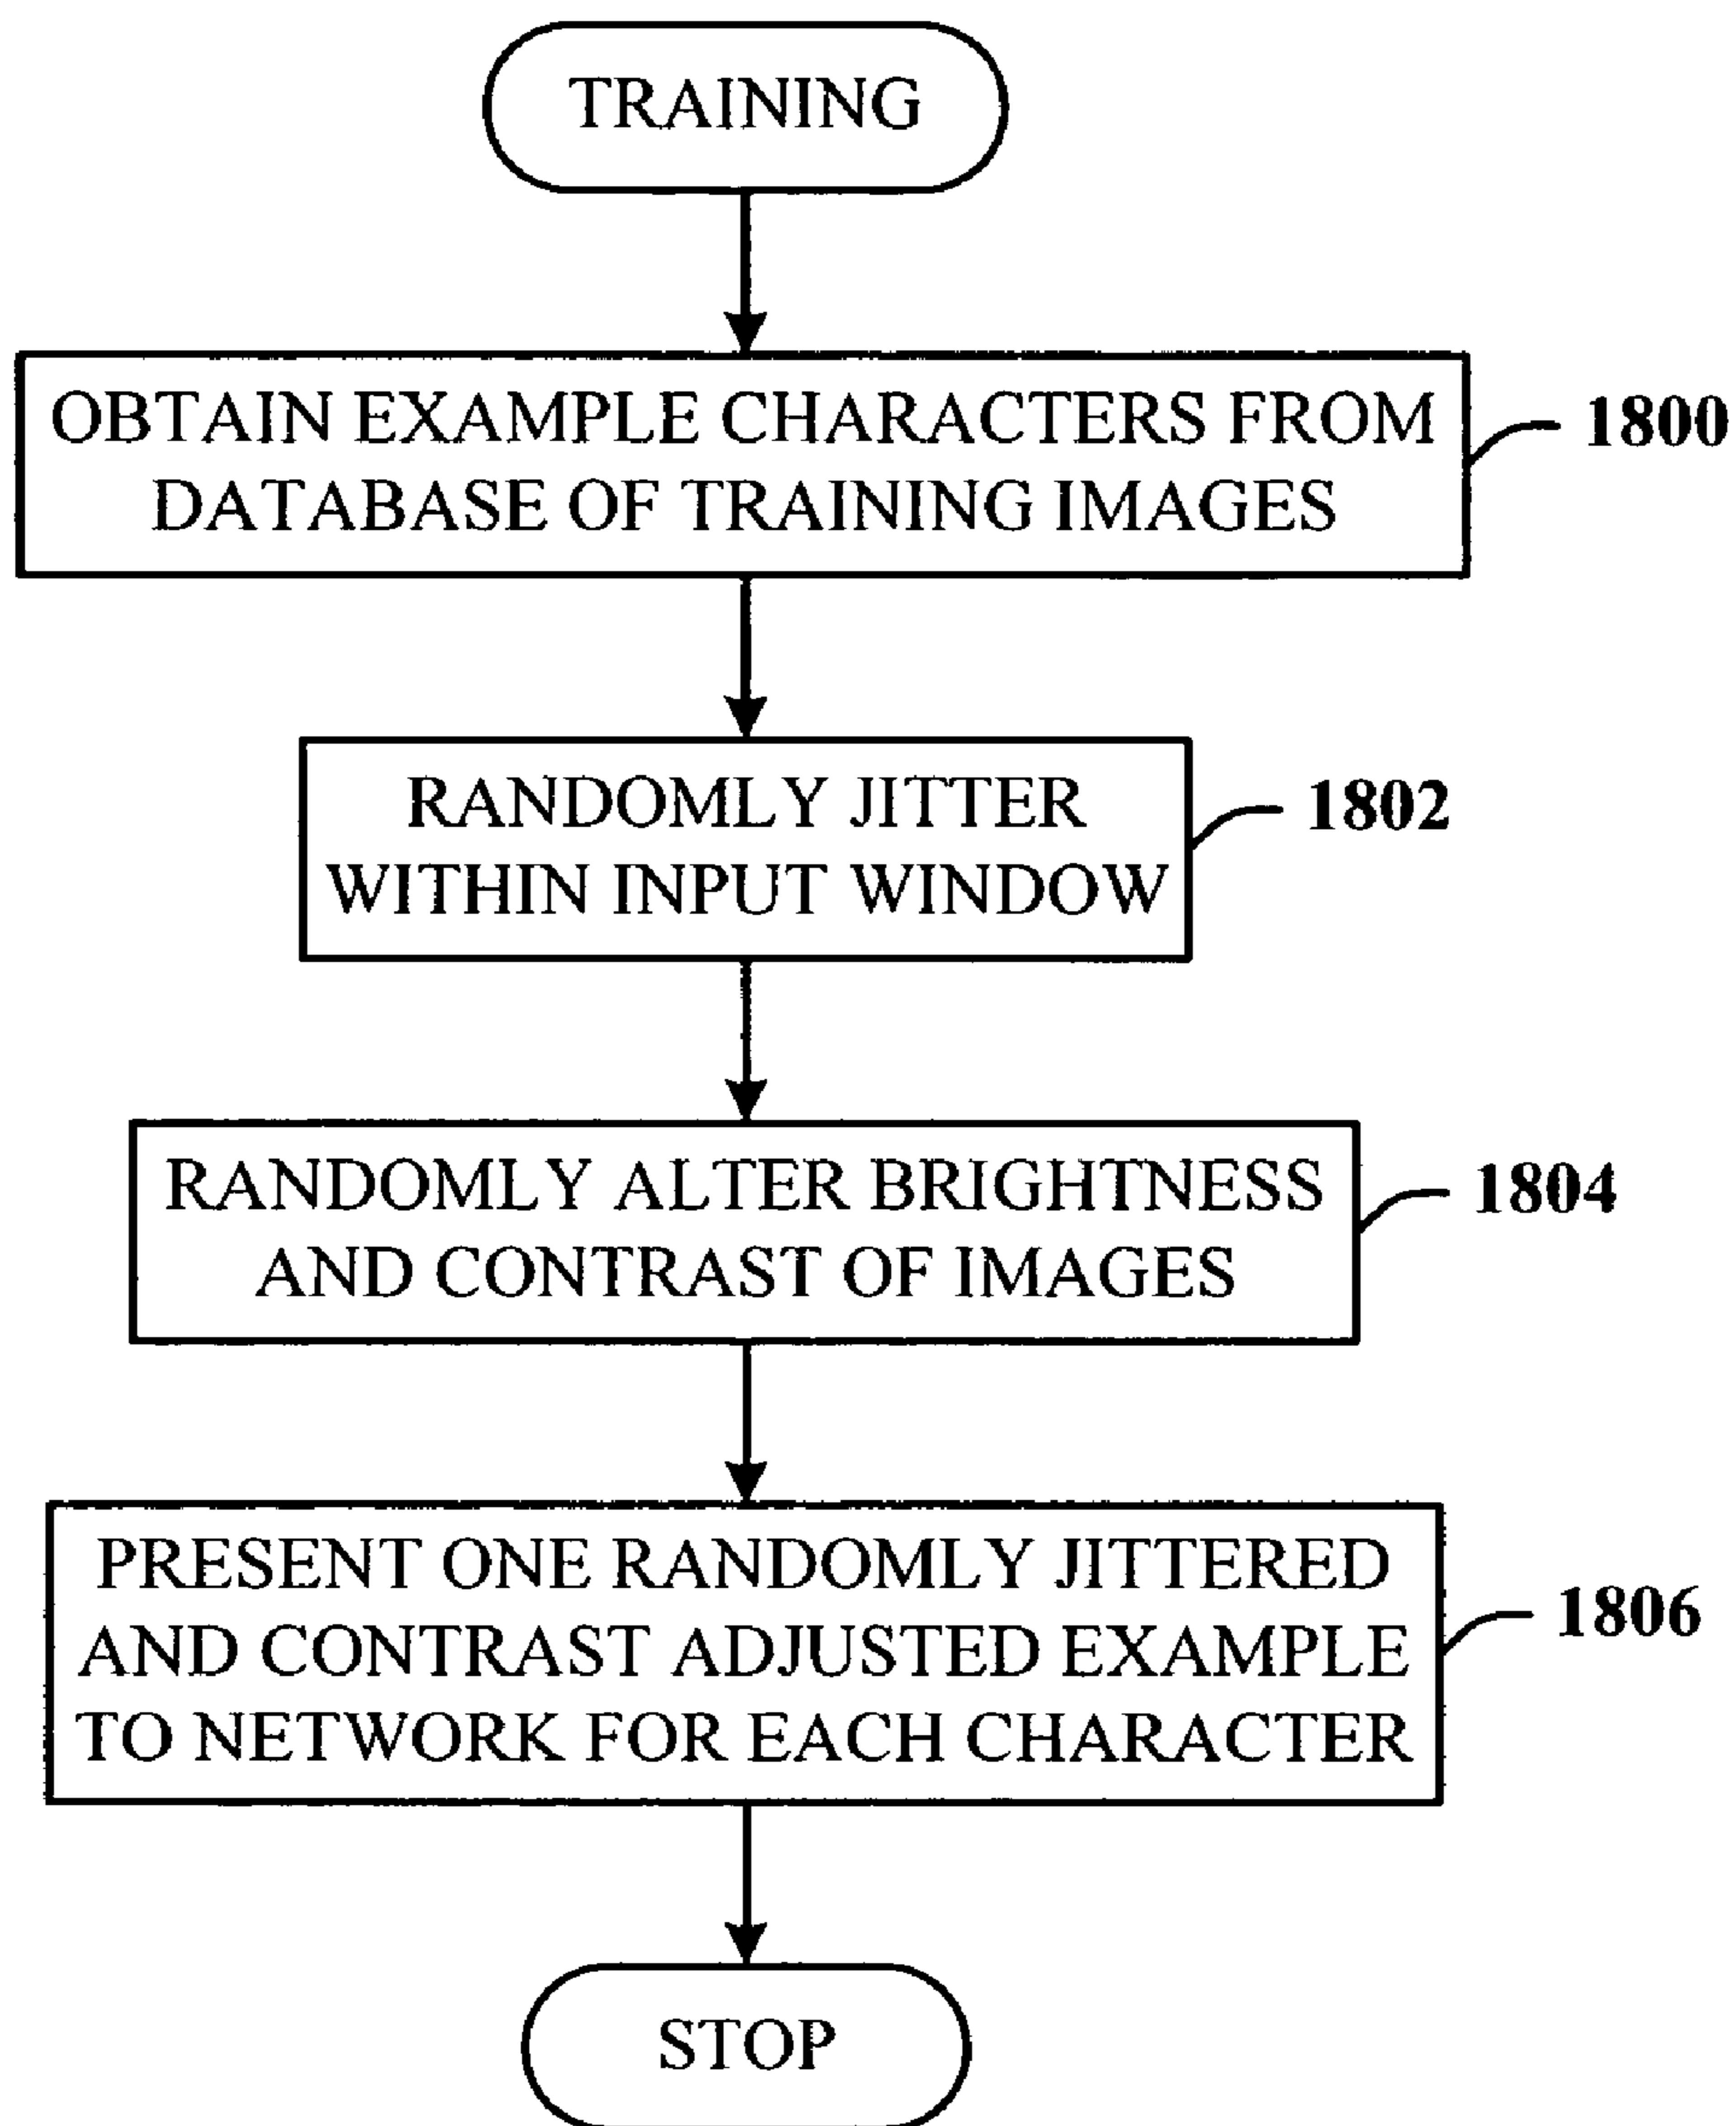 TRAINING
OBTAIN EXAMPLE CHARACTERS FROM
DATABASE OF TRAINING IMAGES
1800
RANDOMLY JITTER
WITHIN INPUT WINDOW
1802
RANDOMLY ALTER BRIGHTNESS
AND CONTRAST OF IMAGES
1804
PRESENT ONE RANDOMLY JITTERED
AND CONTRAST ADJUSTED EXAMPLE
TO NETWORK FOR EACH CHARACTER
1806
STOP